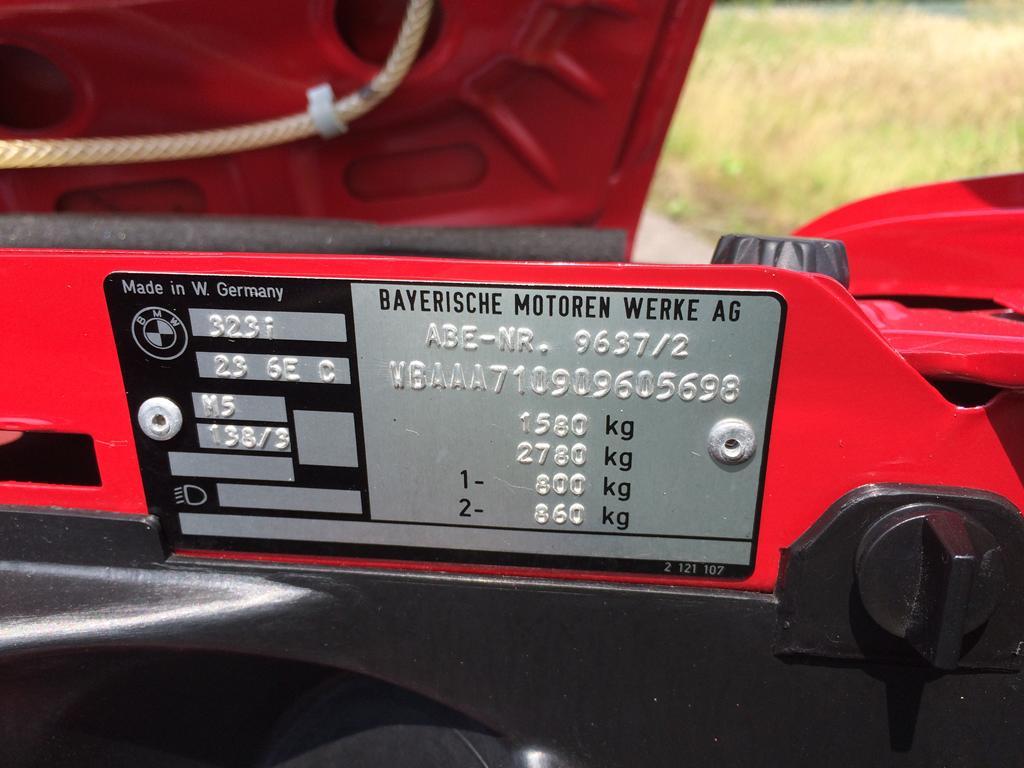 Made in W. Germany
BMW
323i
23 6E C
M5
138/3
BAYERISCHE MOTOREN WERKE AG
ABE-NR. 9637/2
WBAAA710909605698
1580 kg
2780 kg
1- 800 kg
2- 860 kg
2 121 107